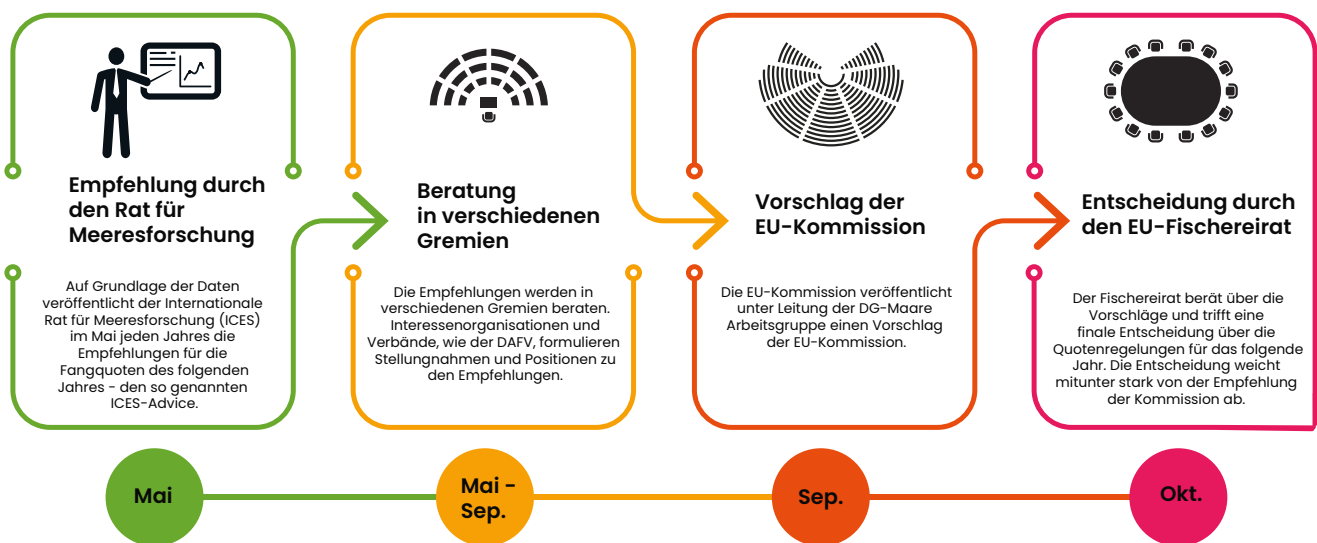 Empfehlung durch
den Rat für
Meeresforschung
Auf Grundlage der Daten
veröffentlicht der Internationale
Rat für Meeresforschung (ICES)
im Mai jeden Jahres die
Empfehlungen für die
Fangquoten des folgenden
Jahres - den so genannten
ICES-Advice.
Beratung
in verschiedenen
Gremien
Die Empfehlungen werden in
verschiedenen Gremien beraten.
Interessenorganisationen und
Verbände, wie der DAFV, formulieren
Stellungnahmen und Positionen zu
den Empfehlungen.
Vorschlag der
EU-Kommission
Die EU-Kommission veröffentlicht
unter Leitung der DG-Maare
Arbeitsgruppe einen Vorschlag
der EU-Kommission.
Entscheidung durch
den EU-Fischereirat
Der Fischereirat berät über die
Vorschläge und trifft eine
finale Entscheidung über die
Quotenregelungen für das folgende
Jahr. Die Entscheidung weicht
mitunter stark von der Empfehlung
der Kommission ab.
Mai
Mai -
Sep.
Sep.
Okt.